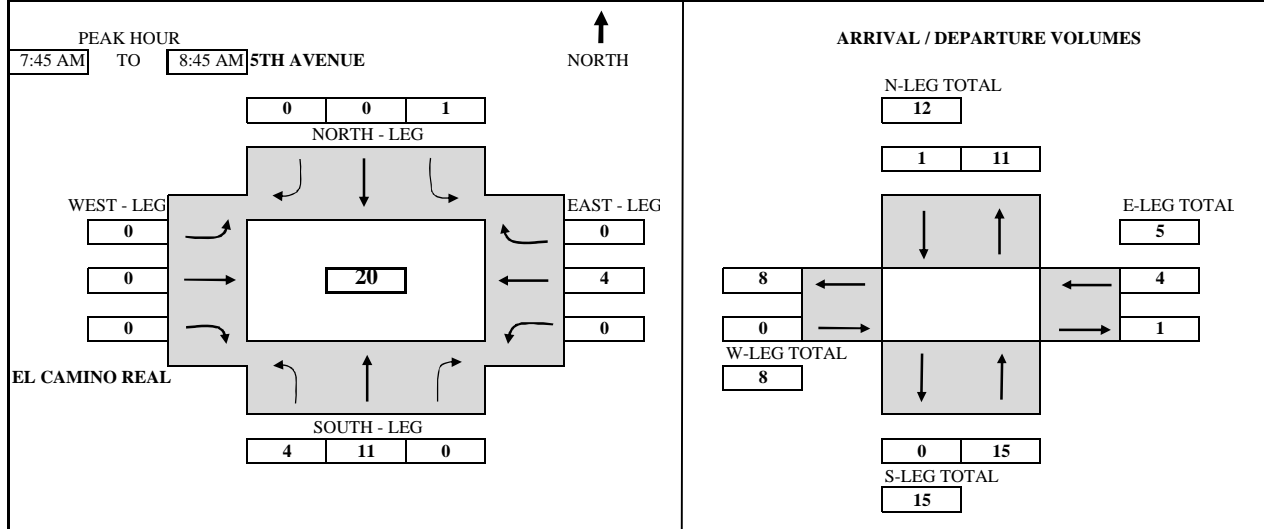 PEAK HOUR
7:45 AM TO 8:45 AM 5TH AVENUE
NORTH
0 0 1
NORTH - LEG
WEST - LEG
EAST - LEG
0 0
0 20 4
0 0
EL CAMINO REAL
SOUTH - LEG
4 11 0
ARRIVAL / DEPARTURE VOLUMES
N-LEG TOTAL
12
1 11
E-LEG TOTAL
5
8 4
0 1
W-LEG TOTAL
8
0 15
S-LEG TOTAL
15